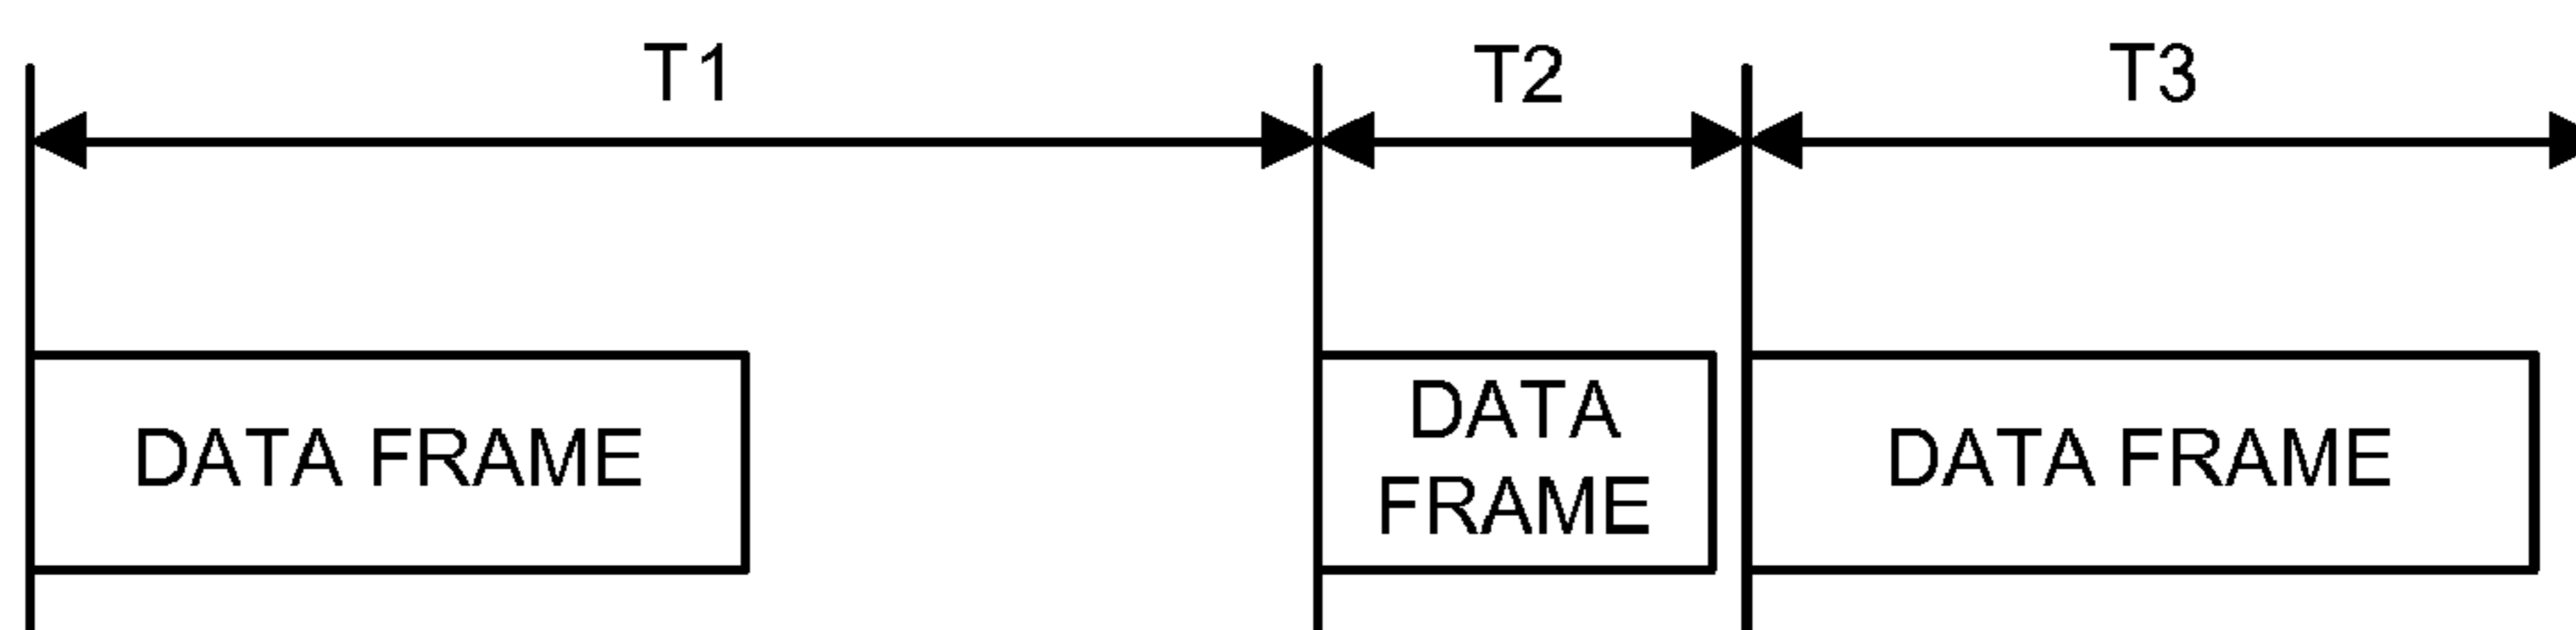 T1 T2 T3
DATA FRAME
DATA
FRAME
DATA FRAME